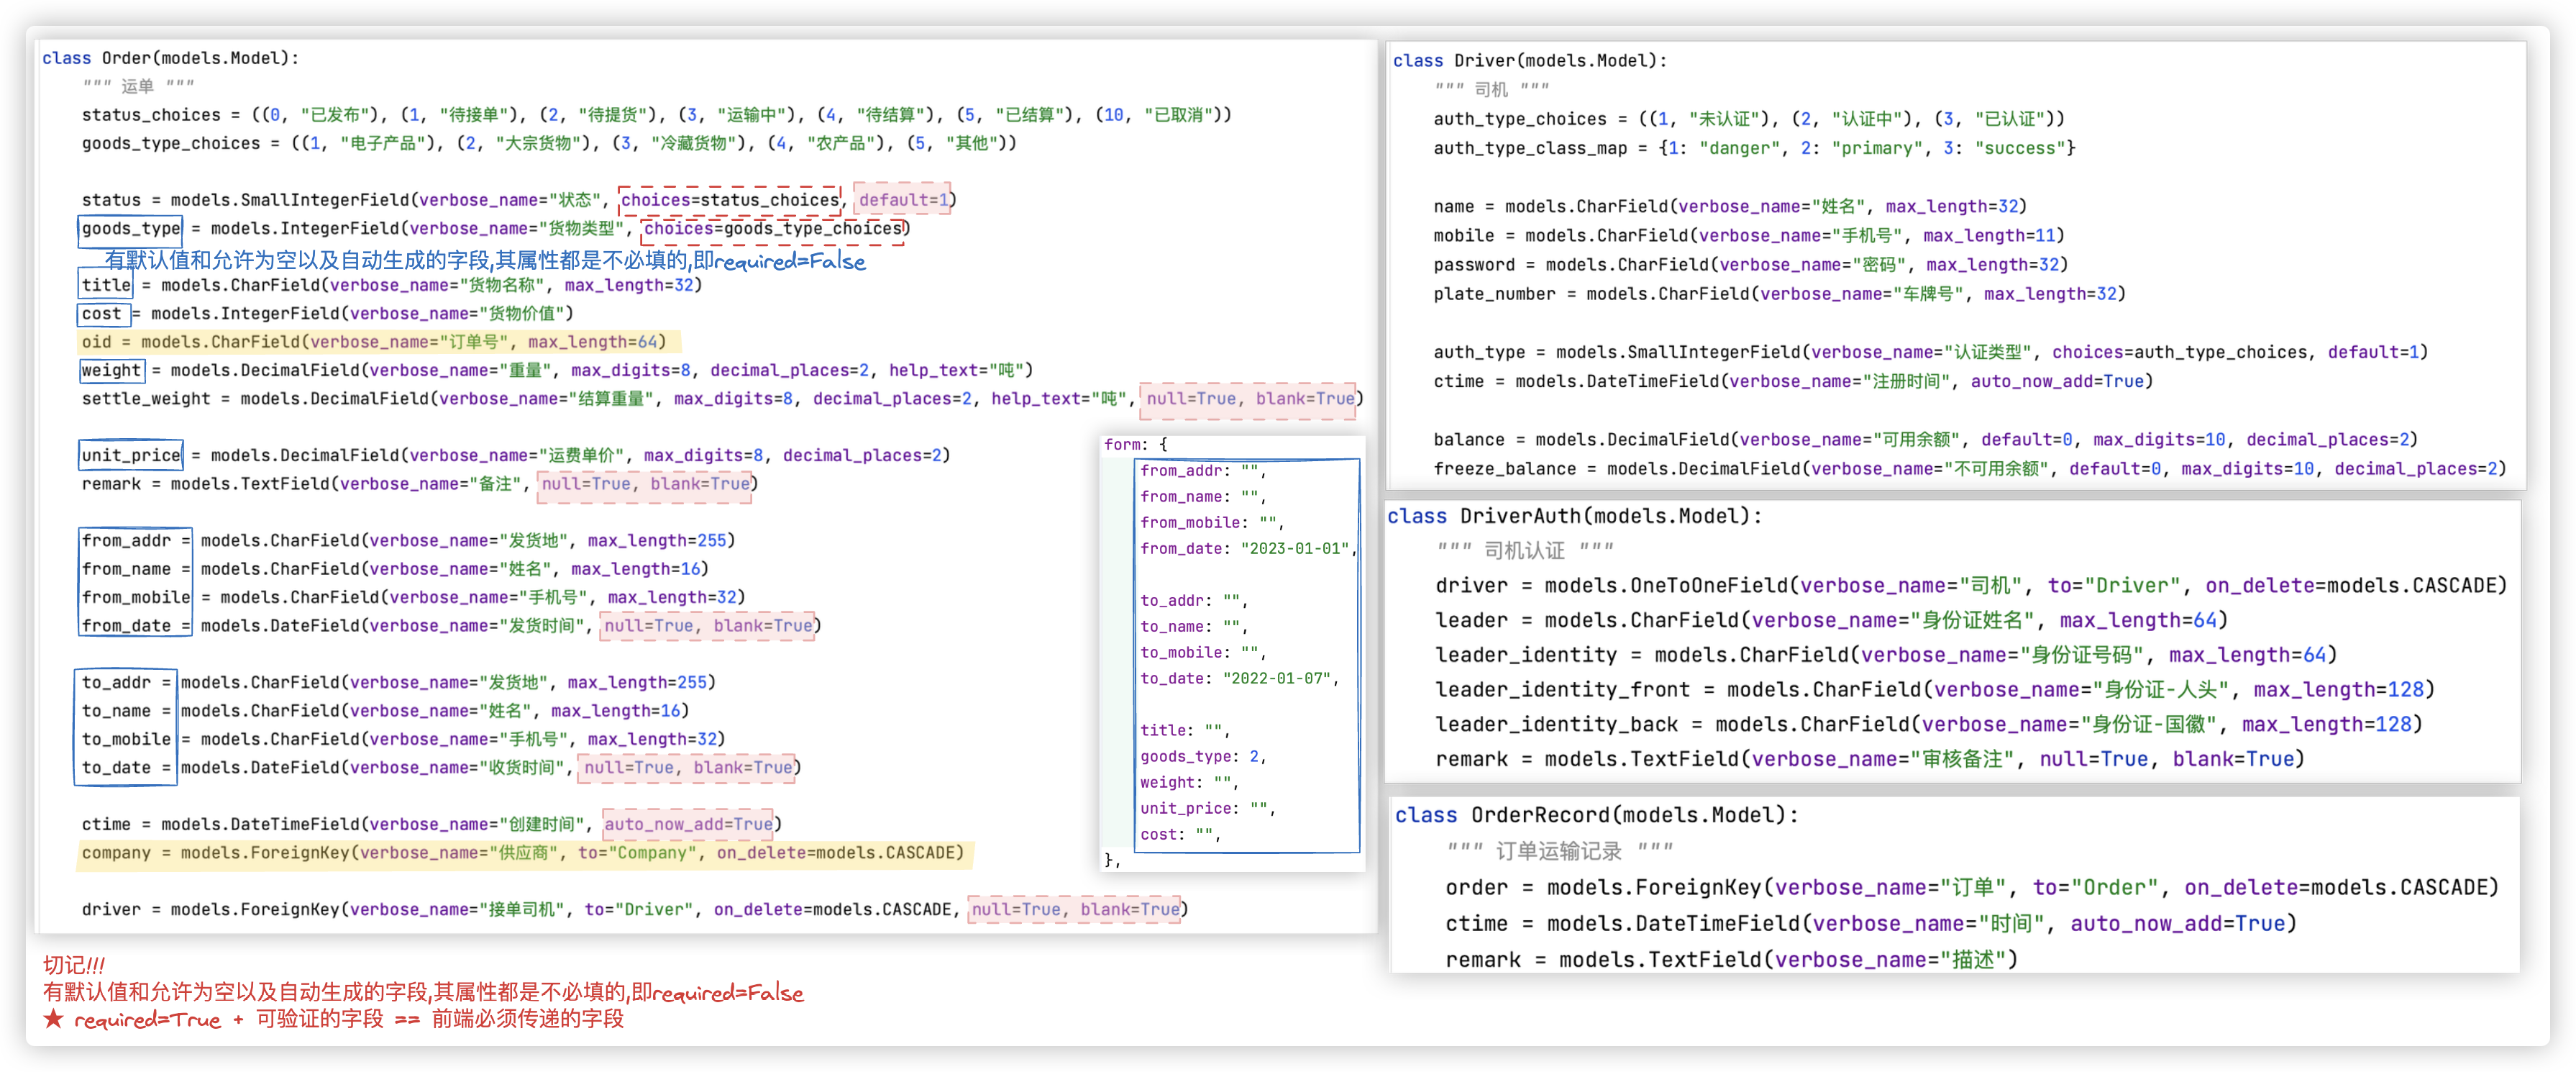 class Order(models.Model):
""" 运单 """
status_choices = ((0, "已发布"), (1, "待接单"), (2, "待提货"), (3, "运输中"), (4, "待结算"), (5, "已结算"), (10, "已取消"))
goods_type_choices = ((1, "电子产品"), (2, "大宗货物"), (3, "冷藏货物"), (4, "农产品"), (5, "其他"))
status = models.SmallIntegerField(verbose_name="状态", choices=status_choices, default=1)
goods_type = models.IntegerField(verbose_name="货物类型", choices=goods_type_choices)
有默认值和允许为空以及自动生成的字段,其属性都是不必填的,即required=False
title = models.CharField(verbose_name="货物名称", max_length=32)
cost = models.IntegerField(verbose_name="货物价值")
oid = models.CharField(verbose_name="订单号", max_length=64)
weight = models.DecimalField(verbose_name="重量", max_digits=8, decimal_places=2, help_text="吨")
settle_weight = models.DecimalField(verbose_name="结算重量", max_digits=8, decimal_places=2, help_text="吨", null=True, blank=True)
unit_price = models.DecimalField(verbose_name="运费单价", max_digits=8, decimal_places=2)
remark = models.TextField(verbose_name="备注", null=True, blank=True)
from_addr = models.CharField(verbose_name="发货地", max_length=255)
from_name = models.CharField(verbose_name="姓名", max_length=16)
from_mobile = models.CharField(verbose_name="手机号", max_length=32)
from_date = models.DateField(verbose_name="发货时间", null=True, blank=True)
to_addr = models.CharField(verbose_name="发货地", max_length=255)
to_name = models.CharField(verbose_name="姓名", max_length=16)
to_mobile = models.CharField(verbose_name="手机号", max_length=32)
to_date = models.DateField(verbose_name="收货时间", null=True, blank=True)
ctime = models.DateTimeField(verbose_name="创建时间", auto_now_add=True)
company = models.ForeignKey(verbose_name="供应商", to="Company", on_delete=models.CASCADE)
driver = models.ForeignKey(verbose_name="接单司机", to="Driver", on_delete=models.CASCADE, null=True, blank=True)
form: {
from_addr: "",
from_name: "",
from_mobile: "",
from_date: "2023-01-01",
to_addr: "",
to_name: "",
to_mobile: "",
to_date: "2022-01-07",
title: "",
goods_type: 2,
weight: "",
unit_price: "",
cost: "",
},
切记!!!
有默认值和允许为空以及自动生成的字段,其属性都是不必填的,即required=False
★ required=True + 可验证的字段 == 前端必须传递的字段
class Driver(models.Model):
""" 司机 """
auth_type_choices = ((1, "未认证"), (2, "认证中"), (3, "已认证"))
auth_type_class_map = {1: "danger", 2: "primary", 3: "success"}
name = models.CharField(verbose_name="姓名", max_length=32)
mobile = models.CharField(verbose_name="手机号", max_length=11)
password = models.CharField(verbose_name="密码", max_length=32)
plate_number = models.CharField(verbose_name="车牌号", max_length=32)
auth_type = models.SmallIntegerField(verbose_name="认证类型", choices=auth_type_choices, default=1)
ctime = models.DateTimeField(verbose_name="注册时间", auto_now_add=True)
balance = models.DecimalField(verbose_name="可用余额", default=0, max_digits=10, decimal_places=2)
freeze_balance = models.DecimalField(verbose_name="不可用余额", default=0, max_digits=10, decimal_places=2)
class DriverAuth(models.Model):
""" 司机认证 """
driver = models.OneToOneField(verbose_name="司机", to="Driver", on_delete=models.CASCADE)
leader = models.CharField(verbose_name="身份证姓名", max_length=64)
leader_identity = models.CharField(verbose_name="身份证号码", max_length=64)
leader_identity_front = models.CharField(verbose_name="身份证-人头", max_length=128)
leader_identity_back = models.CharField(verbose_name="身份证-国徽", max_length=128)
remark = models.TextField(verbose_name="审核备注", null=True, blank=True)
class OrderRecord(models.Model):
""" 订单运输记录 """
order = models.ForeignKey(verbose_name="订单", to="Order", on_delete=models.CASCADE)
ctime = models.DateTimeField(verbose_name="时间", auto_now_add=True)
remark = models.TextField(verbose_name="描述")